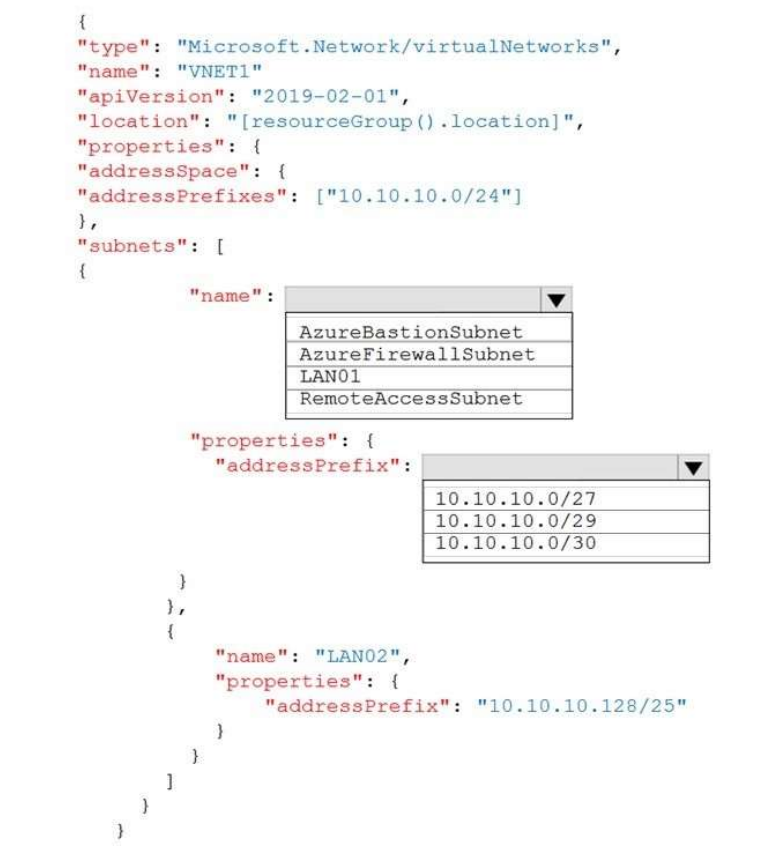 {
"type": "Microsoft.Network/virtualNetworks",
"name": "VNET1"
"apiVersion": "2019-02-01",
"location": "[resourceGroup().location]",
"properties": {
"addressSpace": {
"addressPrefixes": ["10.10.10.0/24"]
},
"subnets": [
{
"name":
AzureBastionSubnet
AzureFirewallSubnet
LAN01
RemoteAccessSubnet
"properties": {
"addressPrefix":
10.10.10.0/27
10.10.10.0/29
10.10.10.0/30
}
},
{
"name": "LAN02",
"properties": {
"addressPrefix": "10.10.10.128/25"
}
}
]
}
}